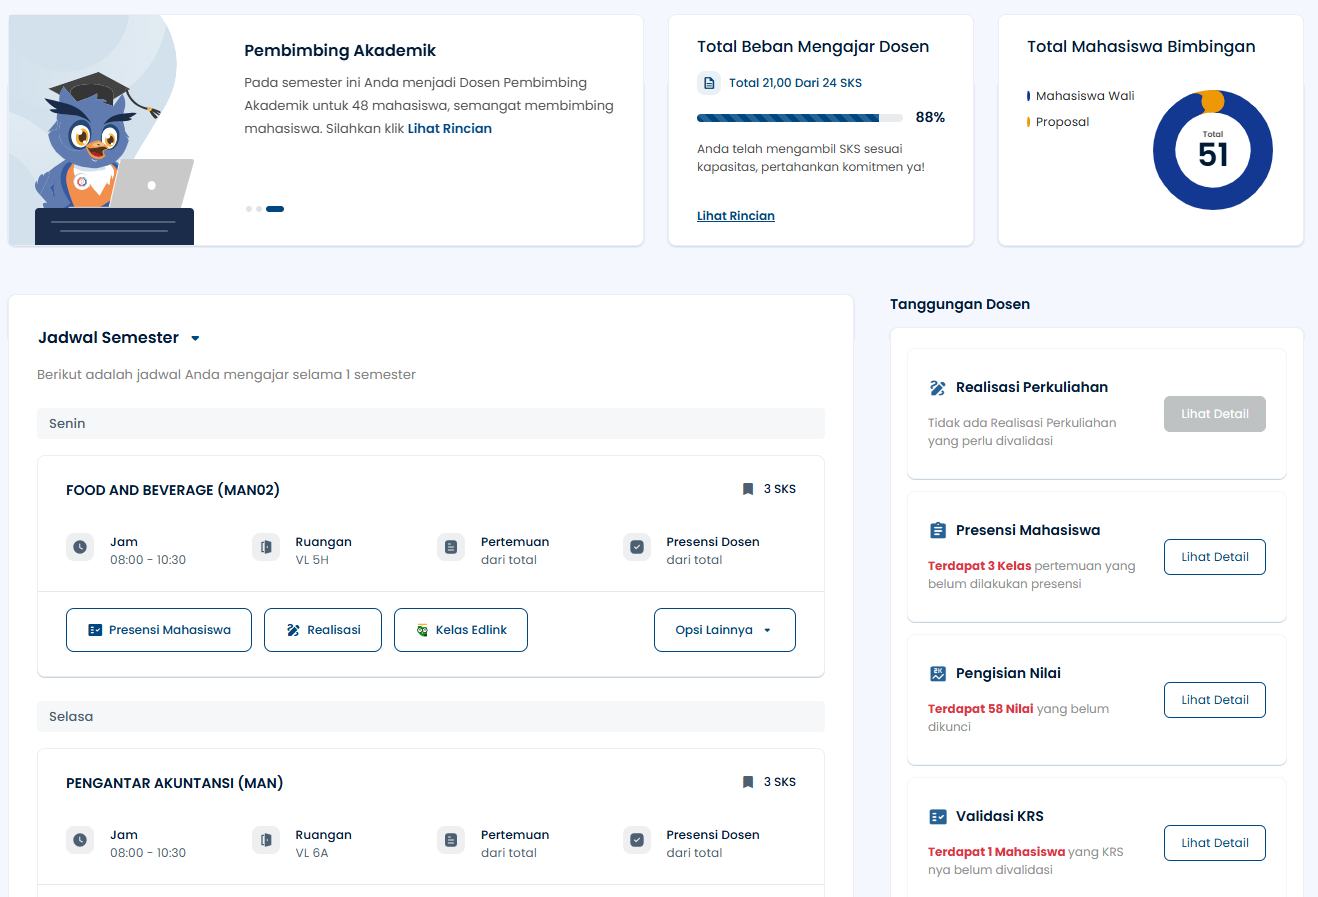 Pembimbing Akademik
Pada semester ini Anda menjadi Dosen Pembimbing
Akademik untuk 48 mahasiswa, semangat membimbing
mahasiswa. Silahkan klik Lihat Rincian
Total Beban Mengajar Dosen
Total 21,00 Dari 24 SKS
88%
Anda telah mengambil SKS sesuai
kapasitas, pertahankan komitmen ya!
Lihat Rincian
Total Mahasiswa Bimbingan
Mahasiswa Wali
Proposal
Total
51
Jadwal Semester
Berikut adalah jadwal Anda mengajar selama 1 semester
Senin
FOOD AND BEVERAGE (MAN02)
3 SKS
Jam
08:00 - 10:30
Ruangan
VL 5H
Pertemuan
dari total
Presensi Dosen
dari total
Presensi Mahasiswa
Realisasi
Kelas Edlink
Opsi Lainnya
Selasa
PENGANTAR AKUNTANSI (MAN)
3 SKS
Jam
08:00 - 10:30
Ruangan
VL 6A
Pertemuan
dari total
Presensi Dosen
dari total
Tanggungan Dosen
Realisasi Perkuliahan
Tidak ada Realisasi Perkuliahan
yang perlu divalidasi
Lihat Detail
Presensi Mahasiswa
Terdapat 3 Kelas pertemuan yang
belum dilakukan presensi
Lihat Detail
Pengisian Nilai
Terdapat 58 Nilai yang belum
dikunci
Lihat Detail
Validasi KRS
Terdapat 1 Mahasiswa yang KRS
nya belum divalidasi
Lihat Detail